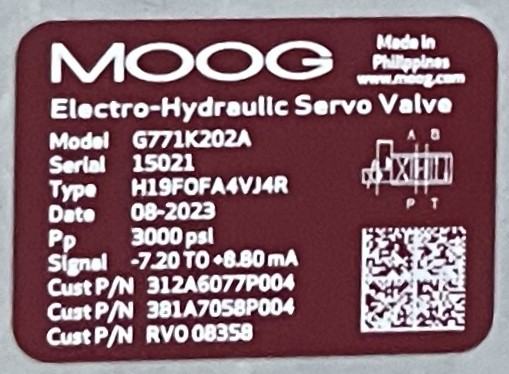 MOOG
Made in
Philippines
www.moog.com
Electro-Hydraulic Servo Valve
Model G771K202A
Serial 15021
Type H19FOFA4VJ4R
Date 08-2023
Pp 3000 psi
Signal -7.20 TO +8.80 mA
Cust P/N 312A6077P004
Cust P/N 381A7058P004
Cust P/N RVO 08358
A B
P T